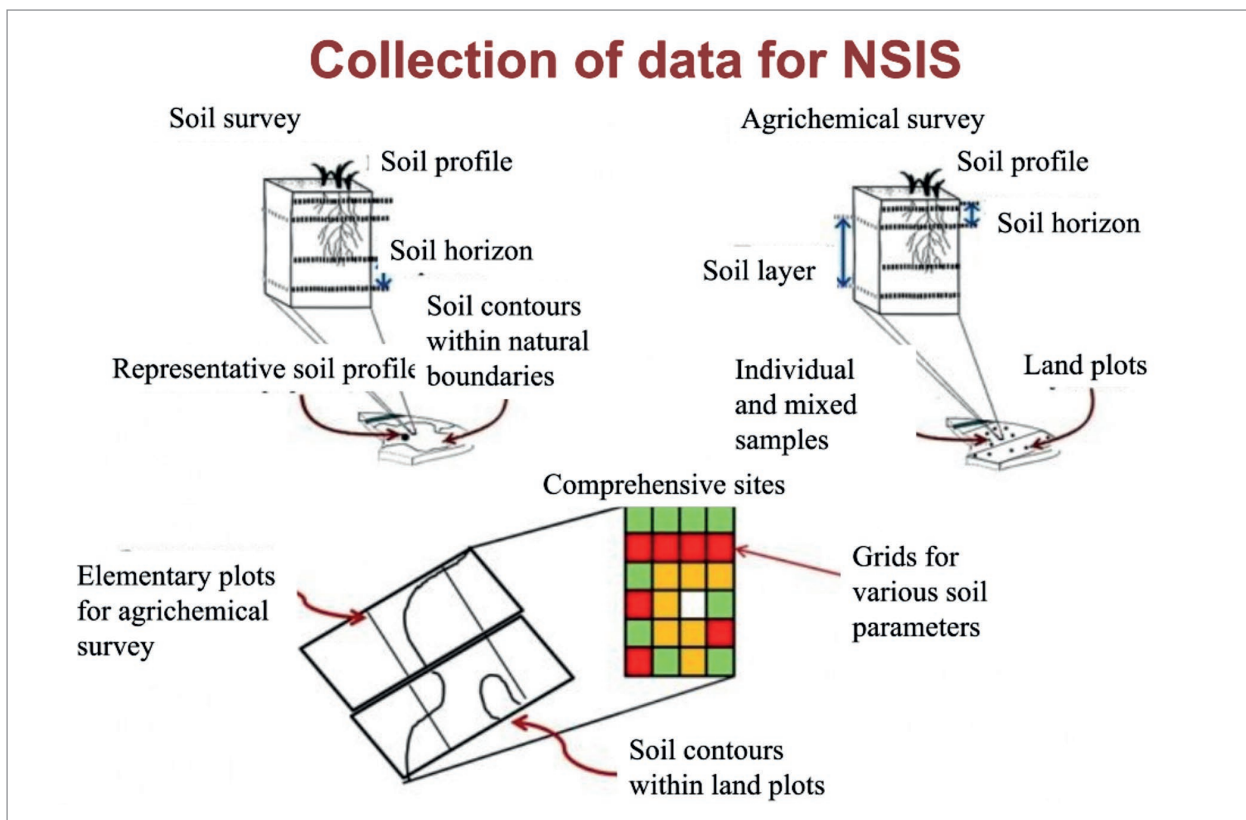 Collection of data for NSIS
Soil survey
Soil profile
Soil horizon
Soil contours
within natural
boundaries
Representative soil profile
Agrichemical survey
Soil profile
Soil horizon
Soil layer
Individual
and mixed
samples
Land plots
Comprehensive sites
Elementary plots
for agrichemical
survey
Grids for
various soil
parameters
Soil contours
within land plots